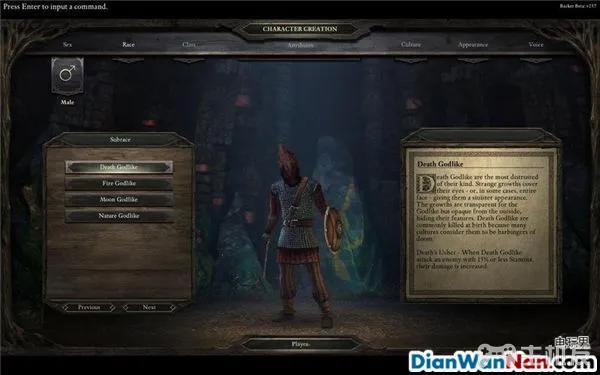 Press Enter to input a command.
Backer Beta: v257
CHARACTER CREATION
Sex
Race
Class
Attributes
Culture
Appearance
Voice
Male
Subrace
Death Godlike
Fire Godlike
Moon Godlike
Nature Godlike
Previous
Next
Death Godlike
Death Godlike are the most distrusted
of their kind. Strange growths cover
their eyes - or, in some cases, entire
face - giving them a sinister appearance.
The growths are transparent for the
Godlike but opaque from the outside,
hiding their features. Death Godlike are
commonly killed at birth because many
cultures consider them to be harbingers of
doom.
Death's Usher - When Death Godlike
attack an enemy with 15% or less Stamina,
their damage is increased.
Player-
电玩男
DianWanNan.com